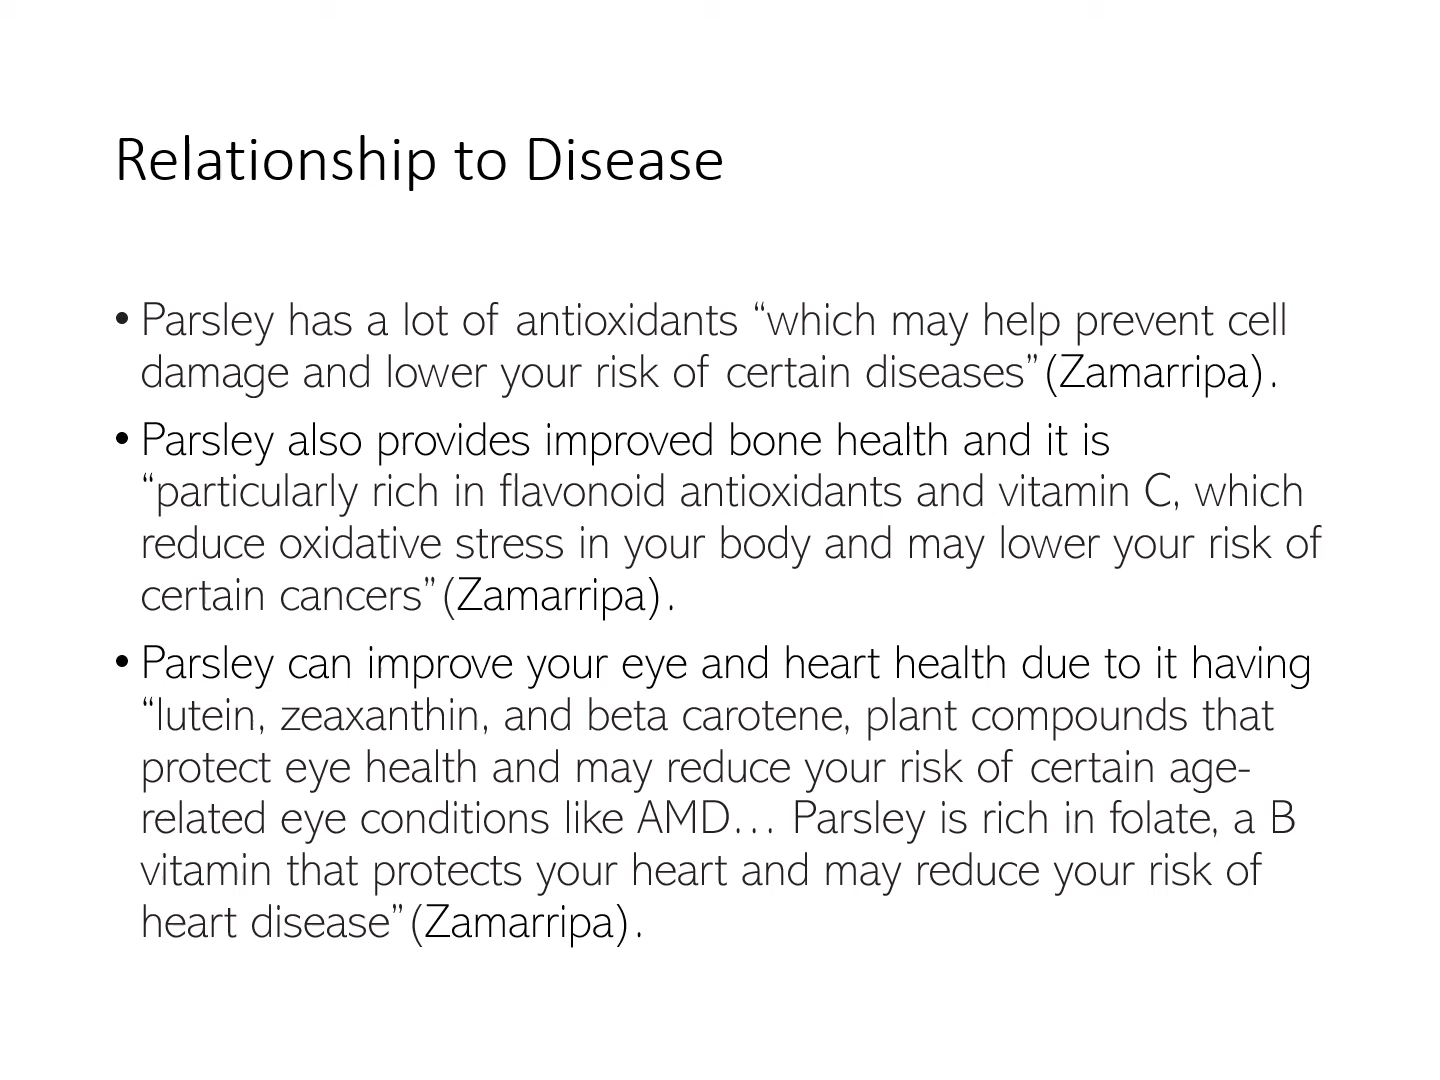 Relationship to Disease
• Parsley has a lot of antioxidants “which may help prevent cell
damage and lower your risk of certain diseases”(Zamarripa).
• Parsley also provides improved bone health and it is
“particularly rich in flavonoid antioxidants and vitamin C, which
reduce oxidative stress in your body and may lower your risk of
certain cancers”(Zamarripa).
• Parsley can improve your eye and heart health due to it having
“lutein, zeaxanthin, and beta carotene, plant compounds that
protect eye health and may reduce your risk of certain age-
related eye conditions like AMD… Parsley is rich in folate, a B
vitamin that protects your heart and may reduce your risk of
heart disease”(Zamarripa).